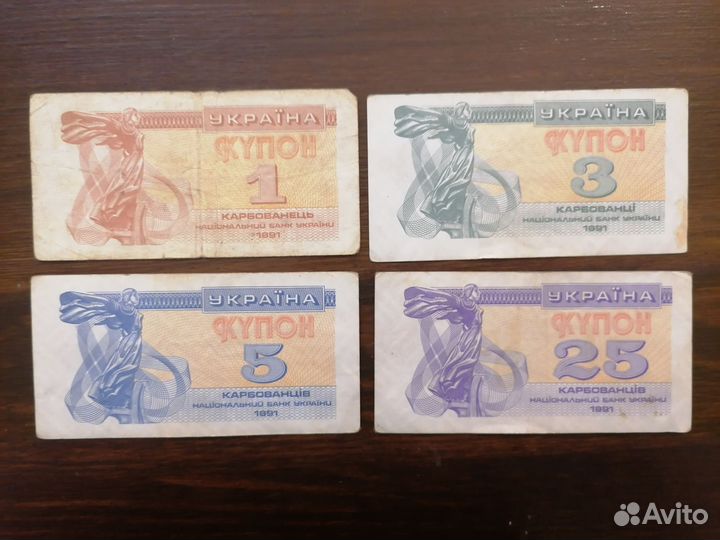 УКРАЇНА
КУПОН
1
КАРБОВАНЕЦЬ
НАЦІОНАЛЬНИЙ БАНК УКРАЇНИ
1991
УКРАЇНА
КУПОН
3
КАРБОВАНЦІ
НАЦІОНАЛЬНИЙ БАНК УКРАЇНИ
1991
УКРАЇНА
КУПОН
5
КАРБОВАНЦІВ
НАЦІОНАЛЬНИЙ БАНК УКРАЇНИ
1991
УКРАЇНА
КУПОН
25
КАРБОВАНЦІВ
НАЦІОНАЛЬНИЙ БАНК УКРАЇНИ
1991
Avito